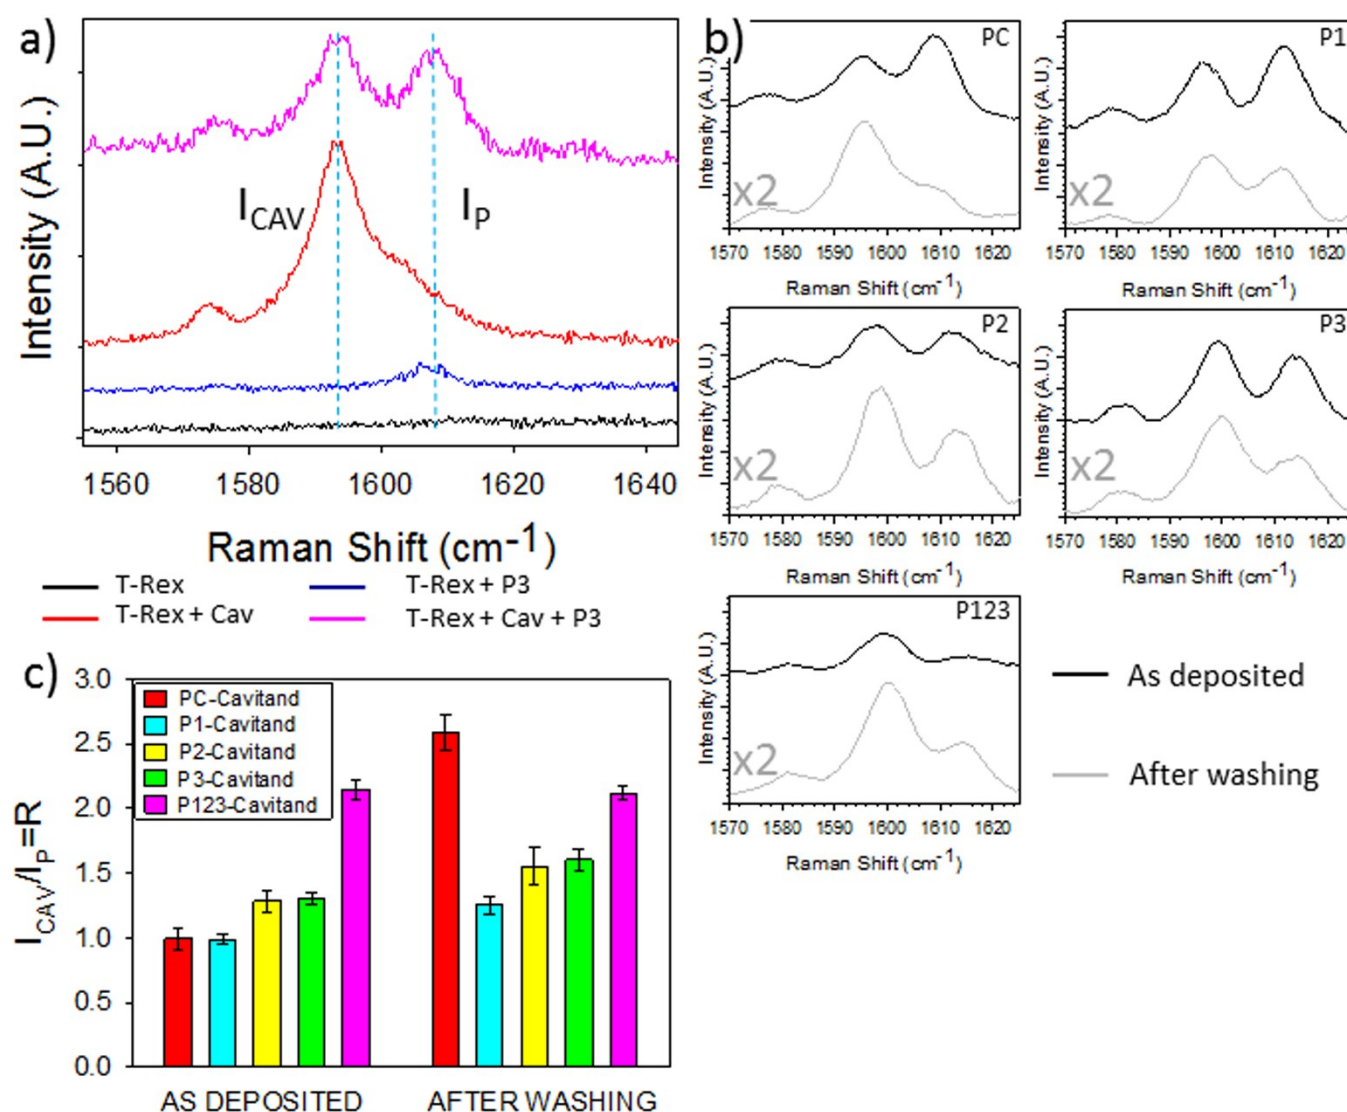 a)
Intensity (A.U.)
I_CAV
I_P
1560 1580 1600 1620 1640
Raman Shift (cm⁻¹)
T-Rex
T-Rex + P3
T-Rex + Cav
T-Rex + Cav + P3
b)
PC
Intensity (A.U.)
x2
1570 1580 1590 1600 1610 1620
Raman Shift (cm⁻¹)
P1
Intensity (A.U.)
x2
1570 1580 1590 1600 1610 162
Raman Shift (cm⁻¹)
P2
Intensity (A.U.)
x2
1570 1580 1590 1600 1610 1620
Raman Shift (cm⁻¹)
P3
Intensity (A.U.)
x2
1570 1580 1590 1600 1610 162
Raman Shift (cm⁻¹)
P123
Intensity (A.U.)
x2
1570 1580 1590 1600 1610 1620
Raman Shift (cm⁻¹)
As deposited
After washing
c)
I_CAV/I_P=R
3.0
2.5
2.0
1.5
1.0
0.5
0.0
PC-Cavitand
P1-Cavitand
P2-Cavitand
P3-Cavitand
P123-Cavitand
AS DEPOSITED
AFTER WASHING